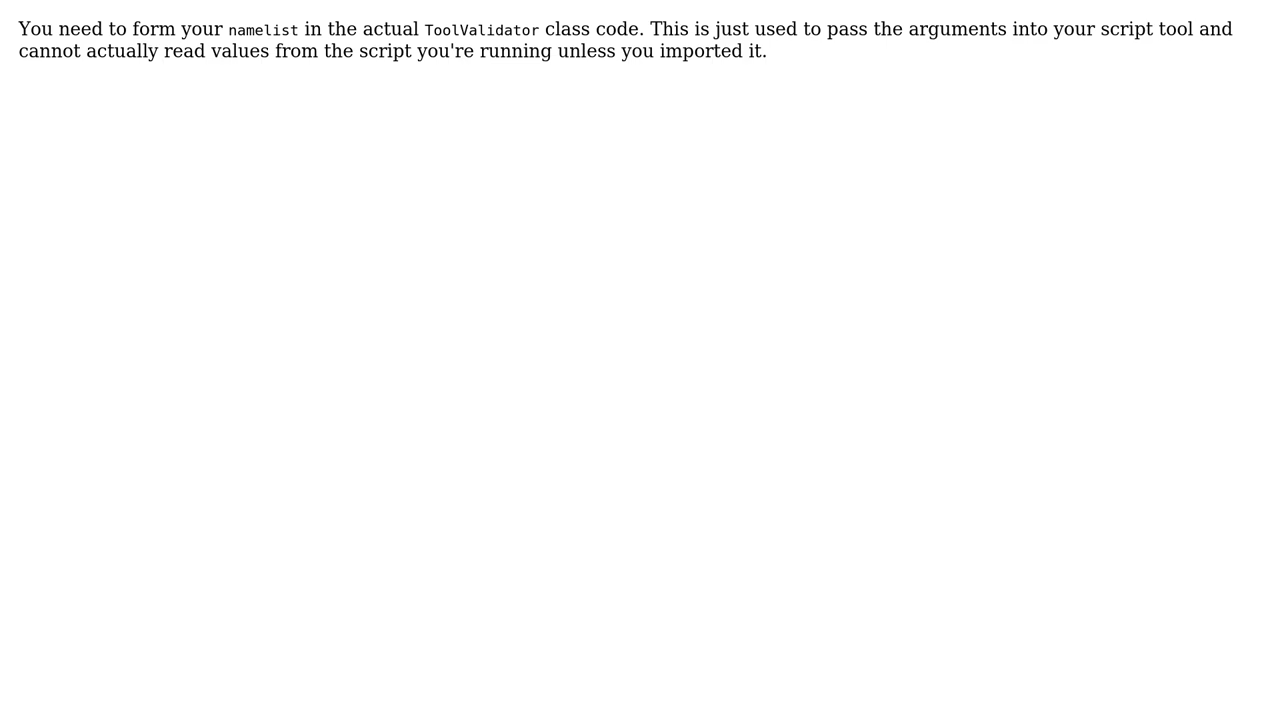 You need to form your namelist in the actual ToolValidator class code. This is just used to pass the arguments into your script tool and
cannot actually read values from the script you're running unless you imported it.